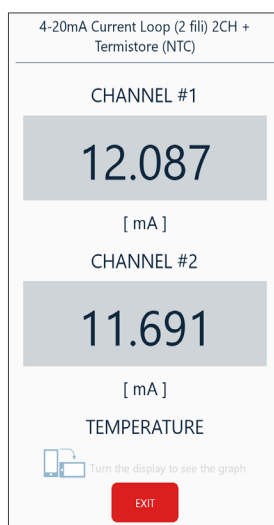 4-20mA Current Loop (2 fili) 2CH +
Termistore (NTC)
CHANNEL #1
12.087
[ mA ]
CHANNEL #2
11.691
[ mA ]
TEMPERATURE
Turn the display to see the graph
EXIT